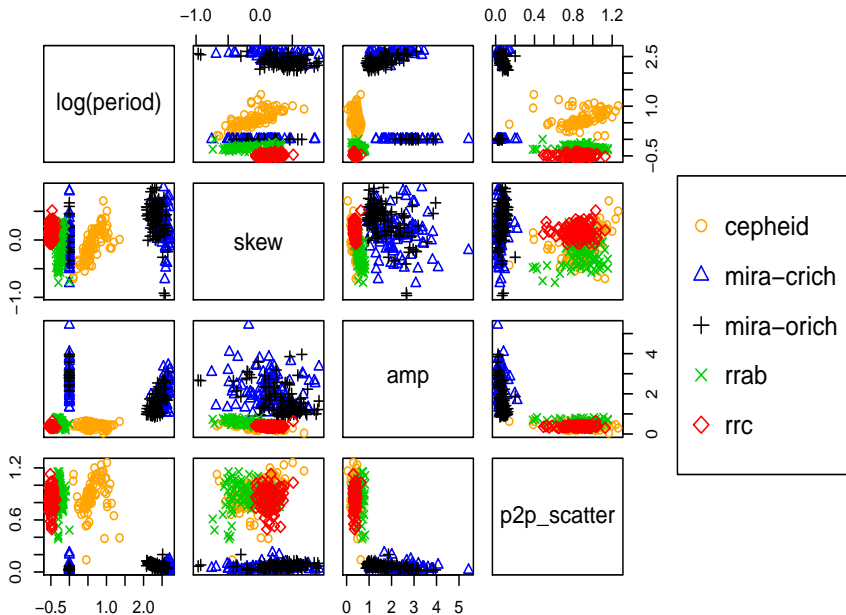 −1.0 0.0
0.0 0.4 0.8 1.2
log(period)
−0.5 1.0 2.5
−1.0 0.0
skew
cepheid
mira-crich
mira-orich
rrab
rrc
amp
0 2 4
0.0 0.6 1.2
p2p_scatter
−0.5 1.0 2.0
0 1 2 3 4 5